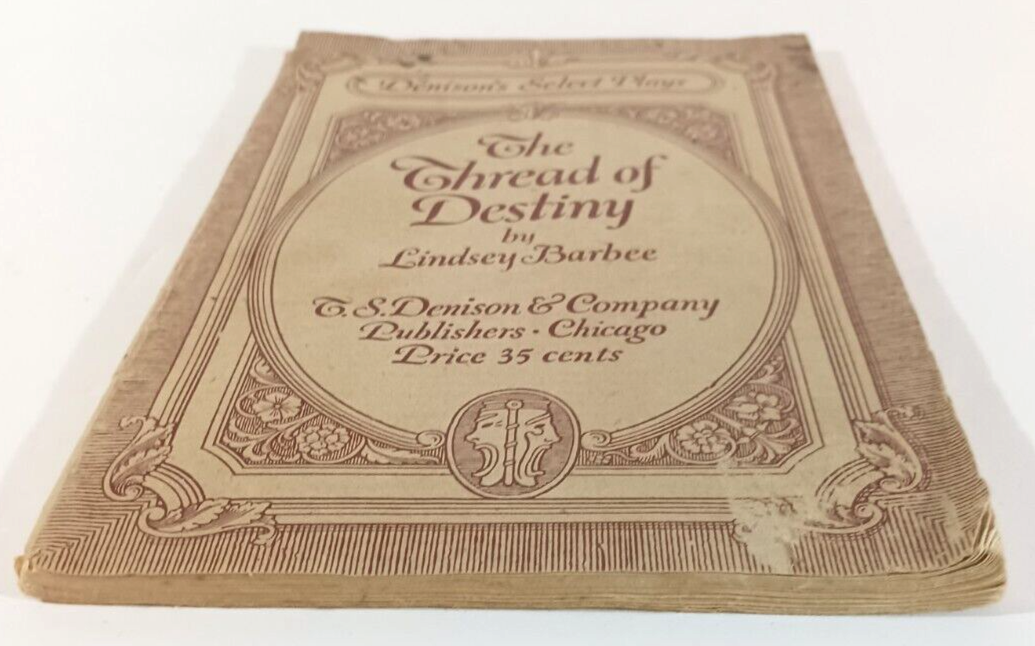 Denison's Select Plays
The
Thread of
Destiny
by
Lindsey Barbee
T. S. Denison & Company
Publishers · Chicago
Price 35 cents